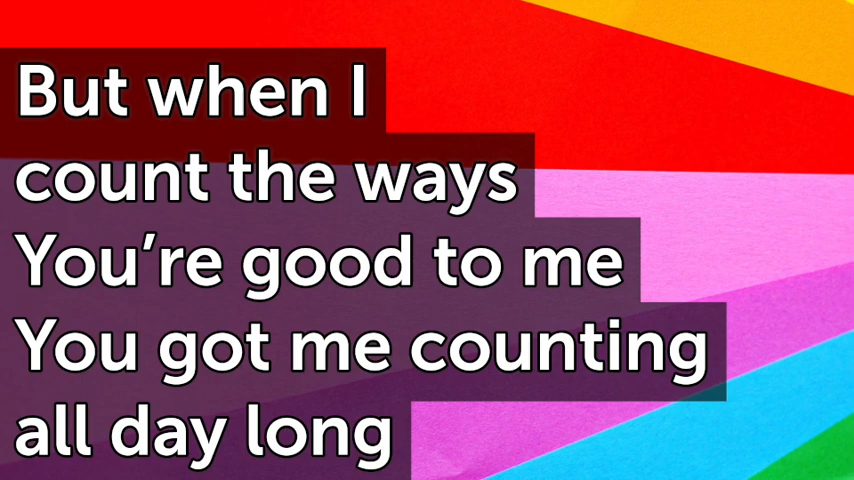 But when I
count the ways
You’re good to me
You got me counting
all day long